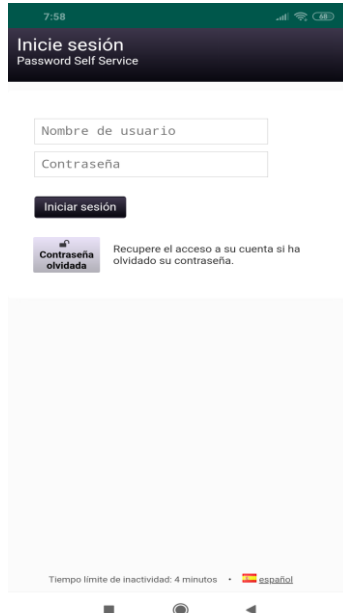 7:58
68
Inicie sesión
Password Self Service
Nombre de usuario
Contraseña
Iniciar sesión
Contraseña
olvidada
Recupere el acceso a su cuenta si ha
olvidado su contraseña.
Tiempo límite de inactividad: 4 minutos • español